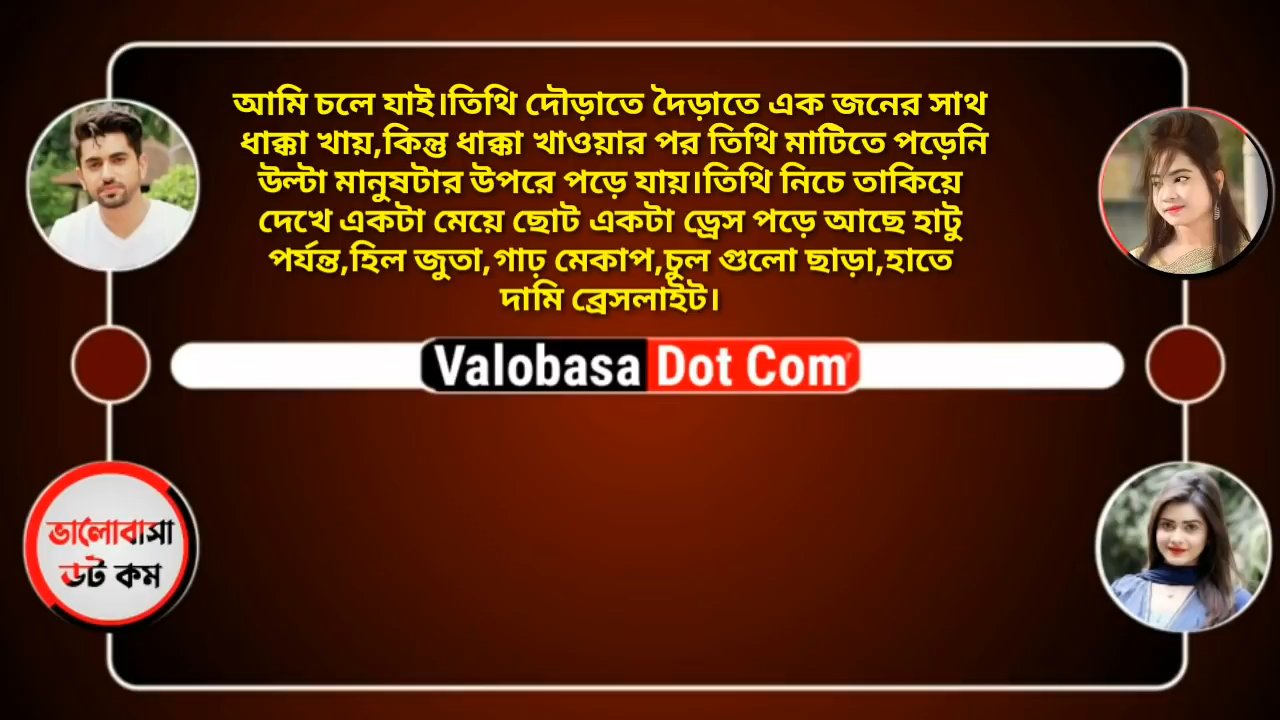 আমি চলে যাই।তিথি দৌড়াতে দৈড়াতে এক জনের সাথ
ধাক্কা খায়,কিন্তু ধাক্কা খাওয়ার পর তিথি মাটিতে পড়েনি
উল্টা মানুষটার উপরে পড়ে যায়।তিথি নিচে তাকিয়ে
দেখে একটা মেয়ে ছোট একটা ড্রেস পড়ে আছে হাটু
পর্যন্ত,হিল জুতা,গাঢ় মেকাপ,চুল গুলো ছাড়া,হাতে
দামি ব্রেসলাইট।
Valobasa Dot Com
ভালোবাসা
ডট কম